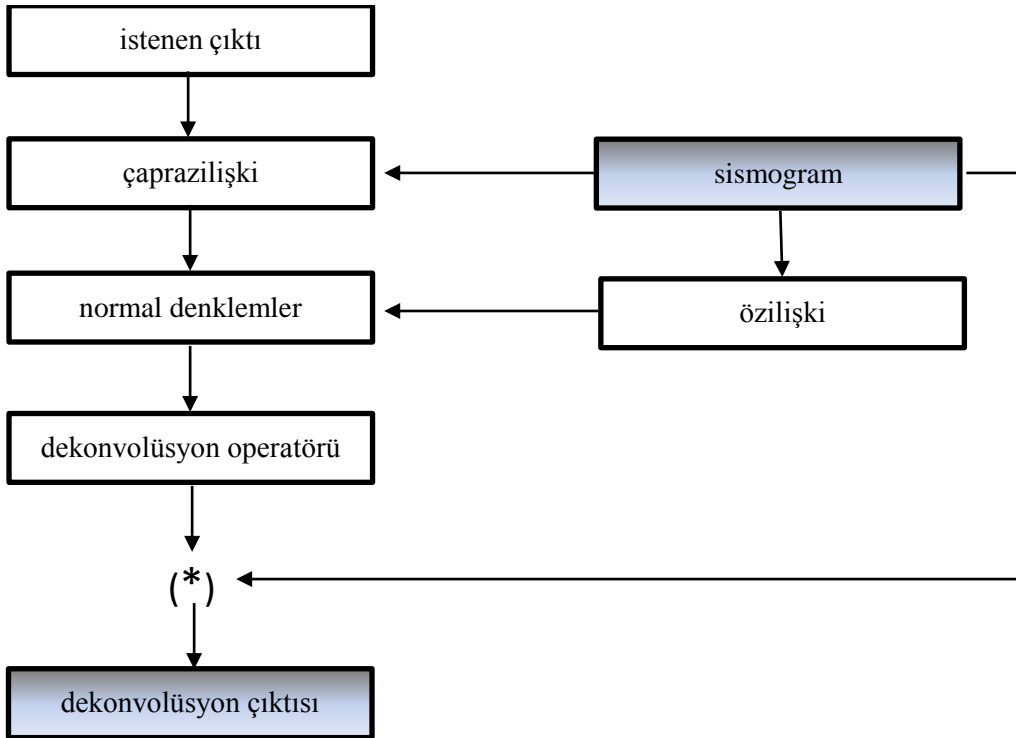 istenen çıktı
çaprazilişki
sismogram
normal denklemler
özilişki
dekonvolüsyon operatörü
(*)
dekonvolüsyon çıktısı